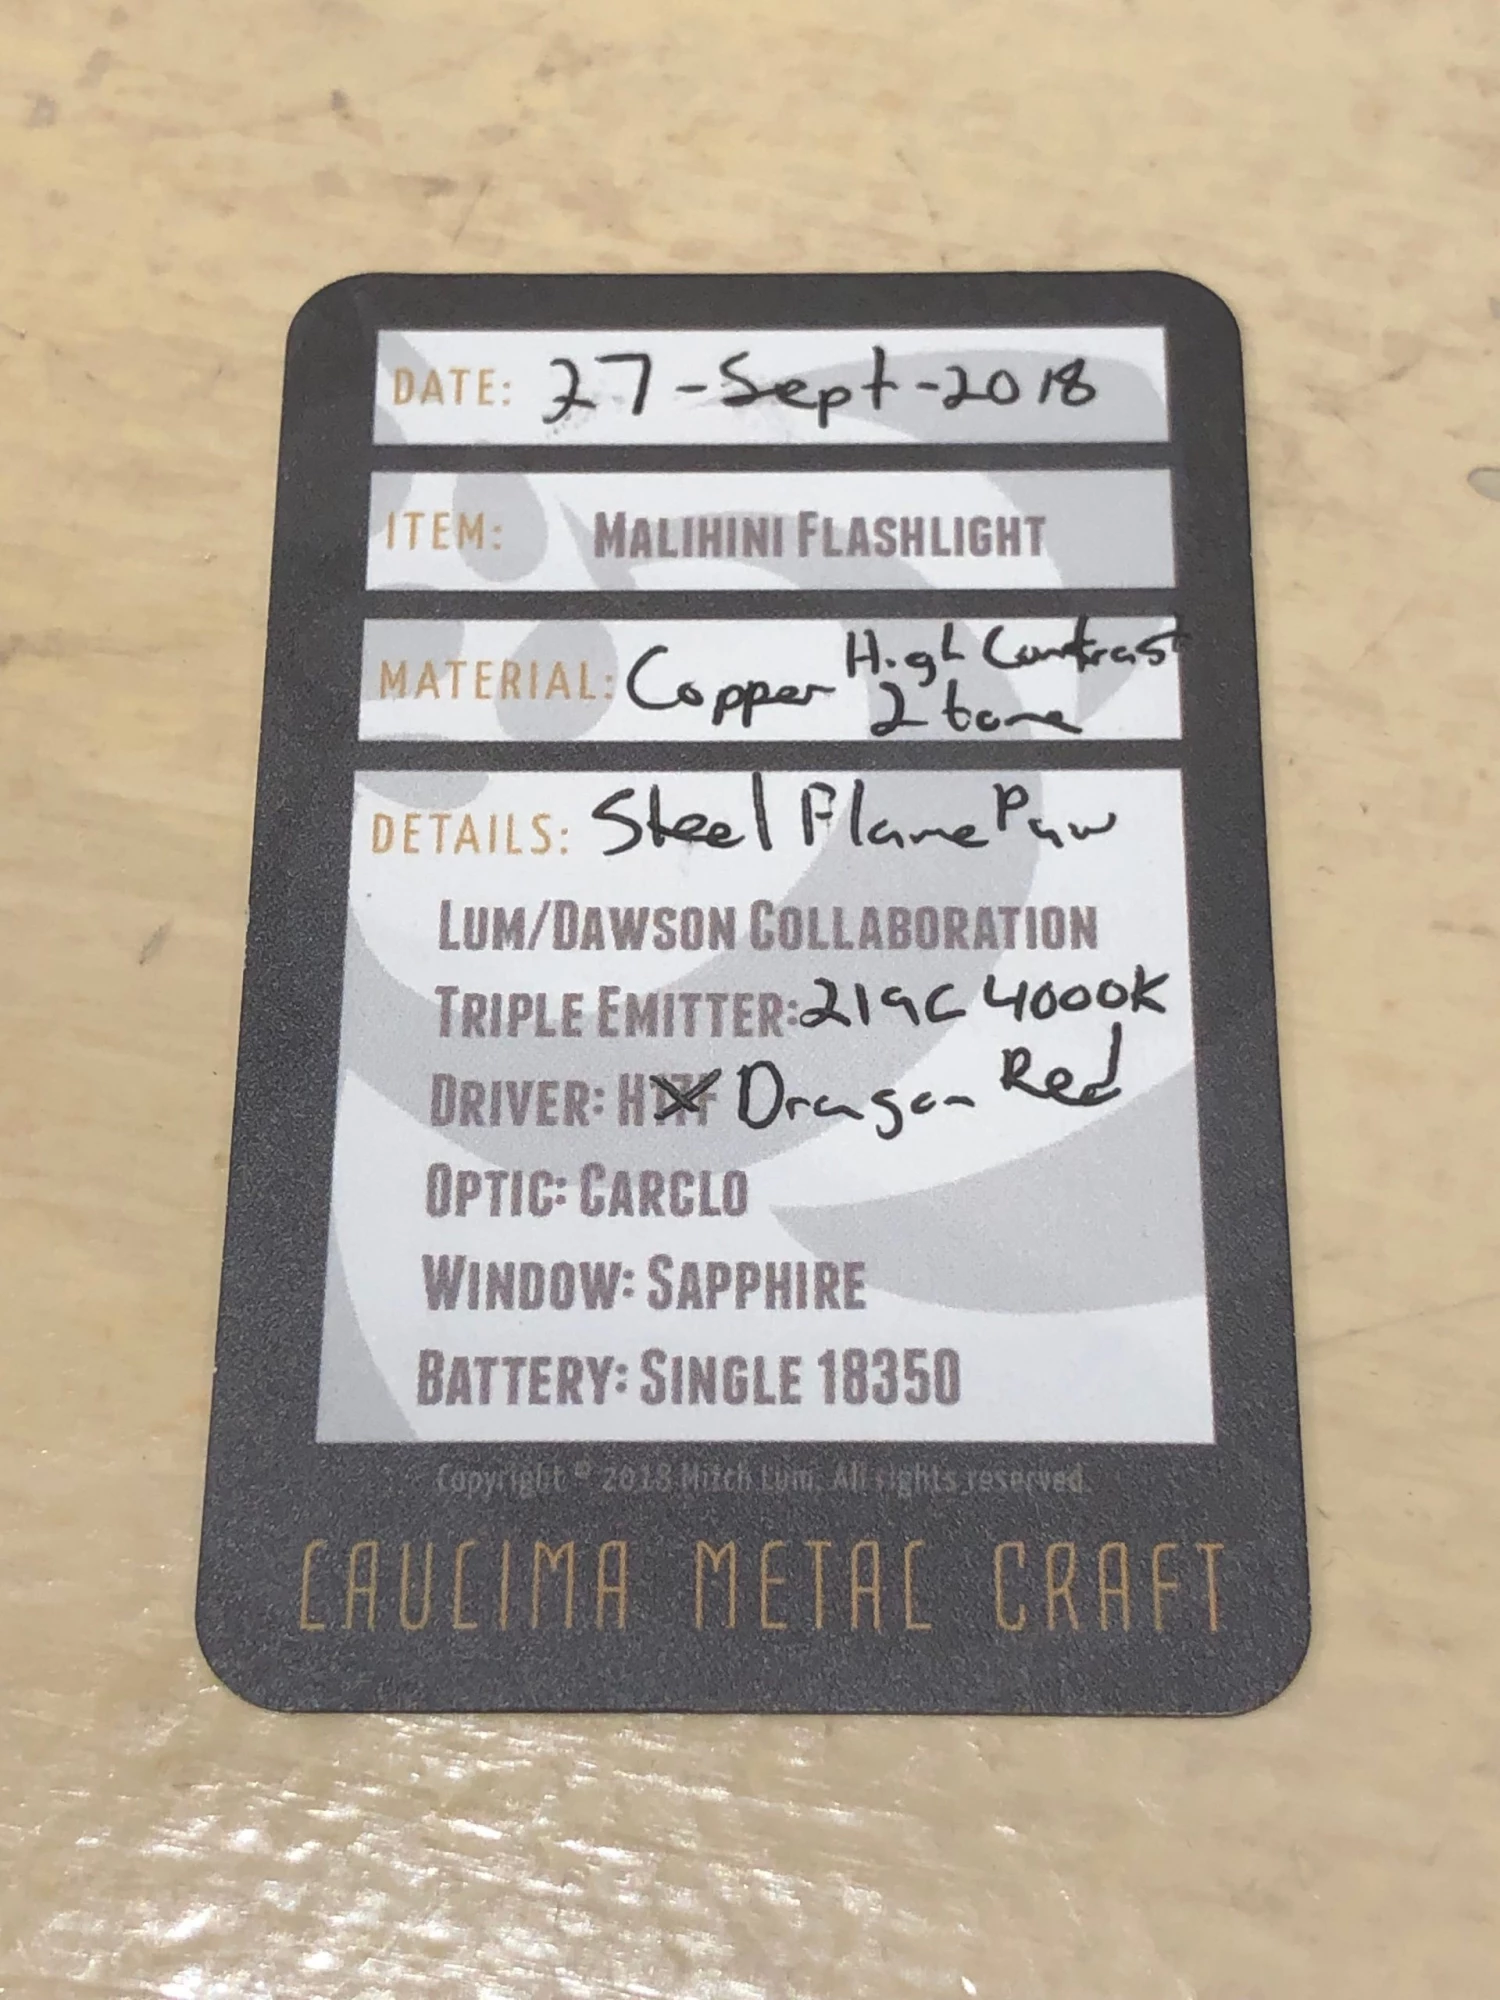 DATE: 27-Sept-2018
ITEM: MALIHINI FLASHLIGHT
MATERIAL: Copper High Contrast
2 tone
DETAILS: Steel Flame Paw
LUM/DAWSON COLLABORATION
TRIPLE EMITTER: 219C 4000K
DRIVER: H17F Dragon Red
OPTIC: CARCLO
WINDOW: SAPPHIRE
BATTERY: SINGLE 18350
Copyright © 2018 Mitch Lum. All rights reserved.
LAULIMA METAL CRAFT